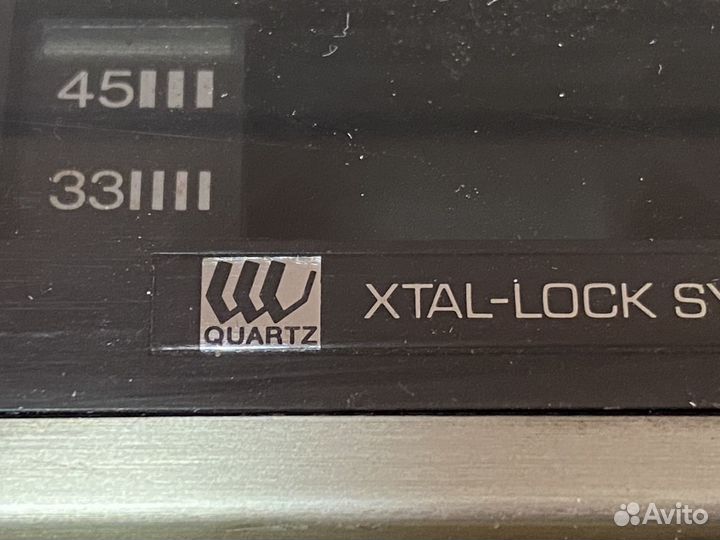 45
33
QUARTZ
XTAL-LOCK SY
Avito